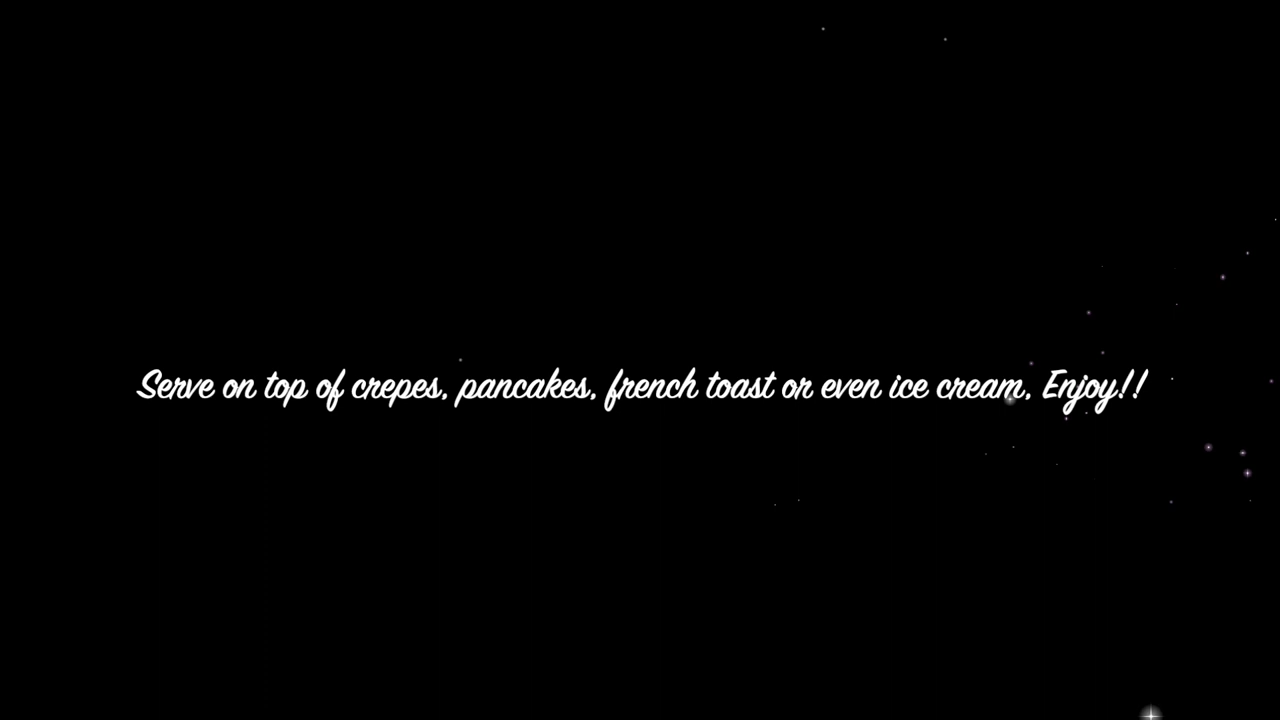 Serve on top of crepes, pancakes, french toast or even ice cream. Enjoy!!